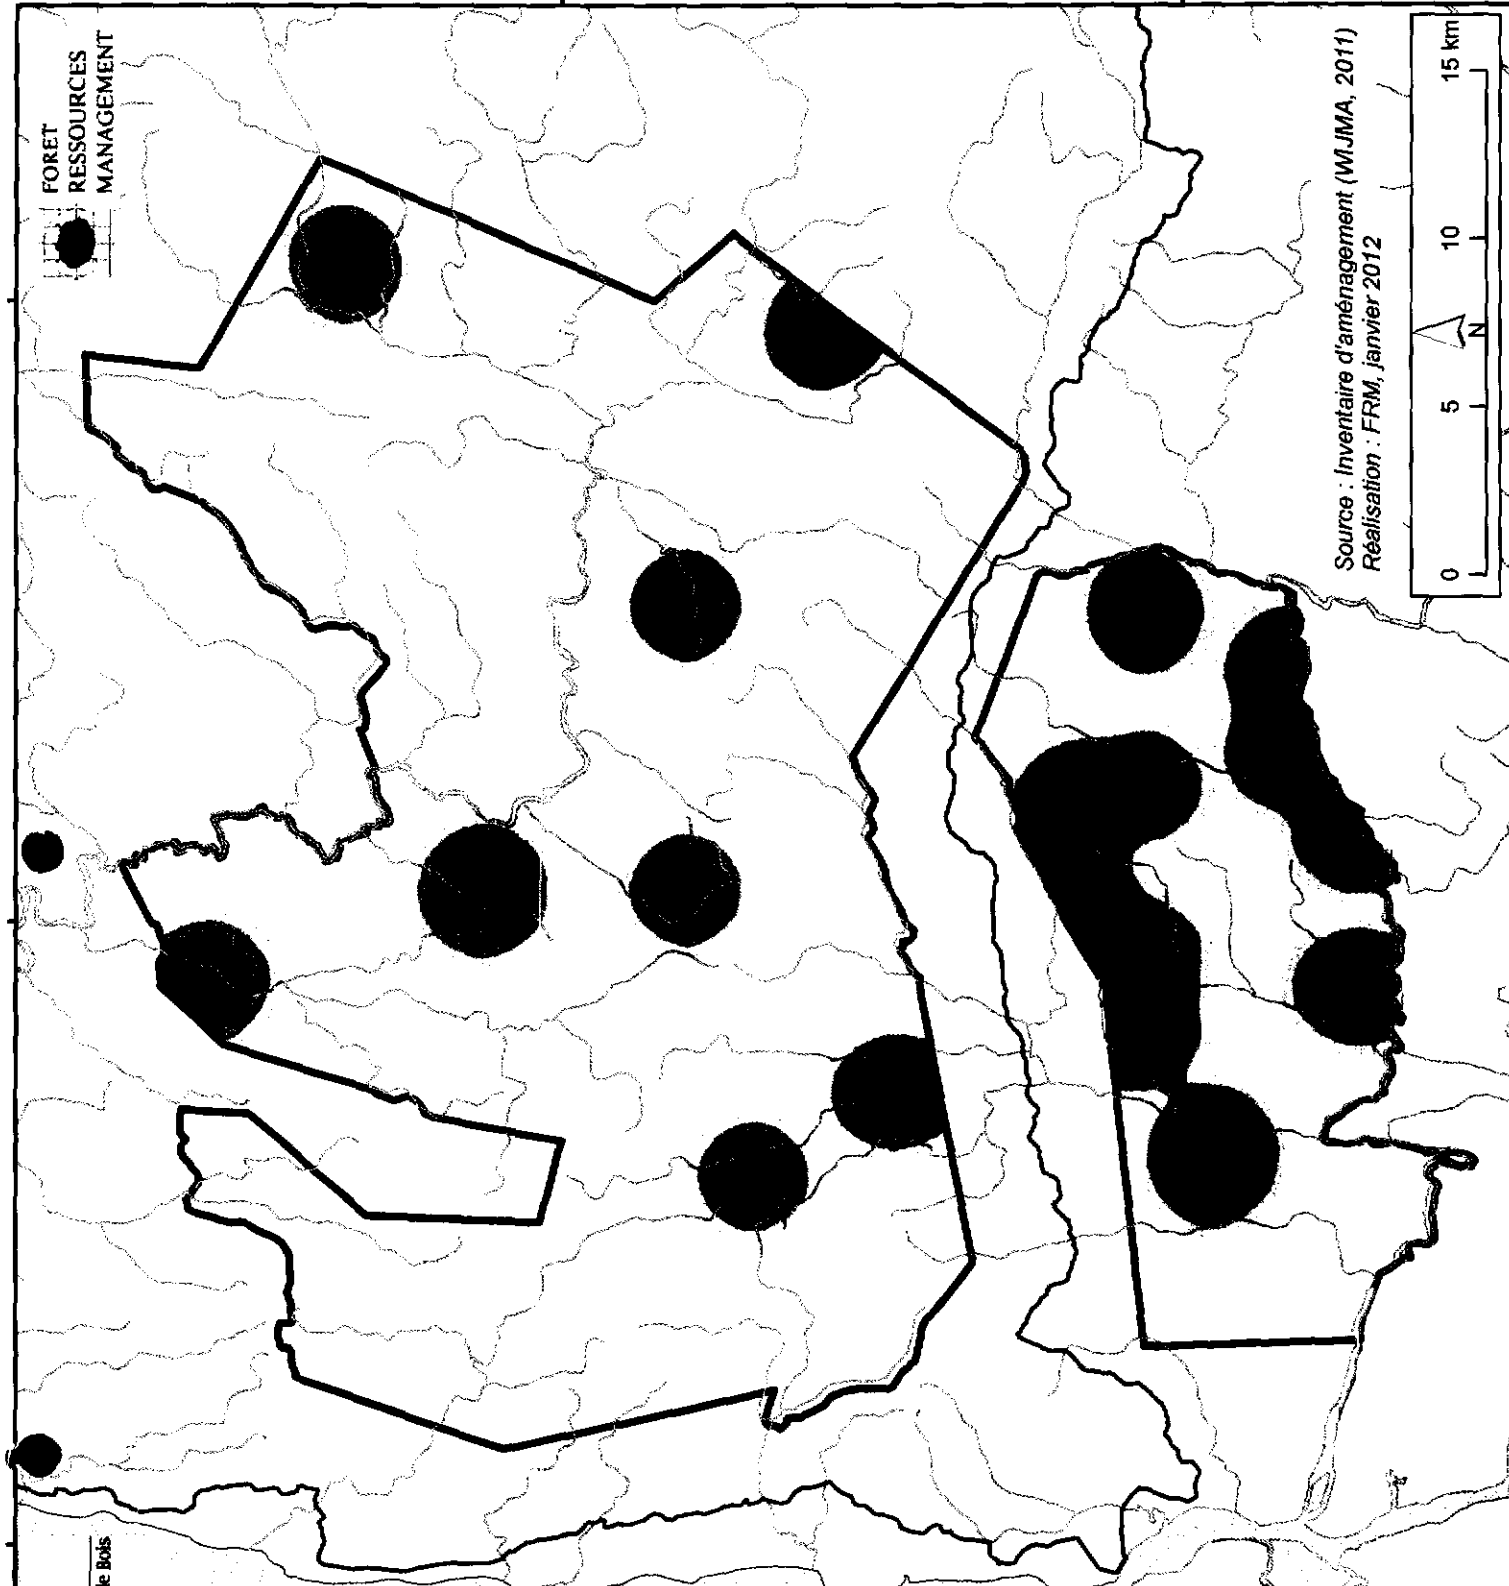 FORET
RESSOURCES
MANAGEMENT
Source : Inventaire d'aménagement (WIJMA, 2011)
Réalisation : FRM, janvier 2012
0 5 10 15 km
N
le Bois